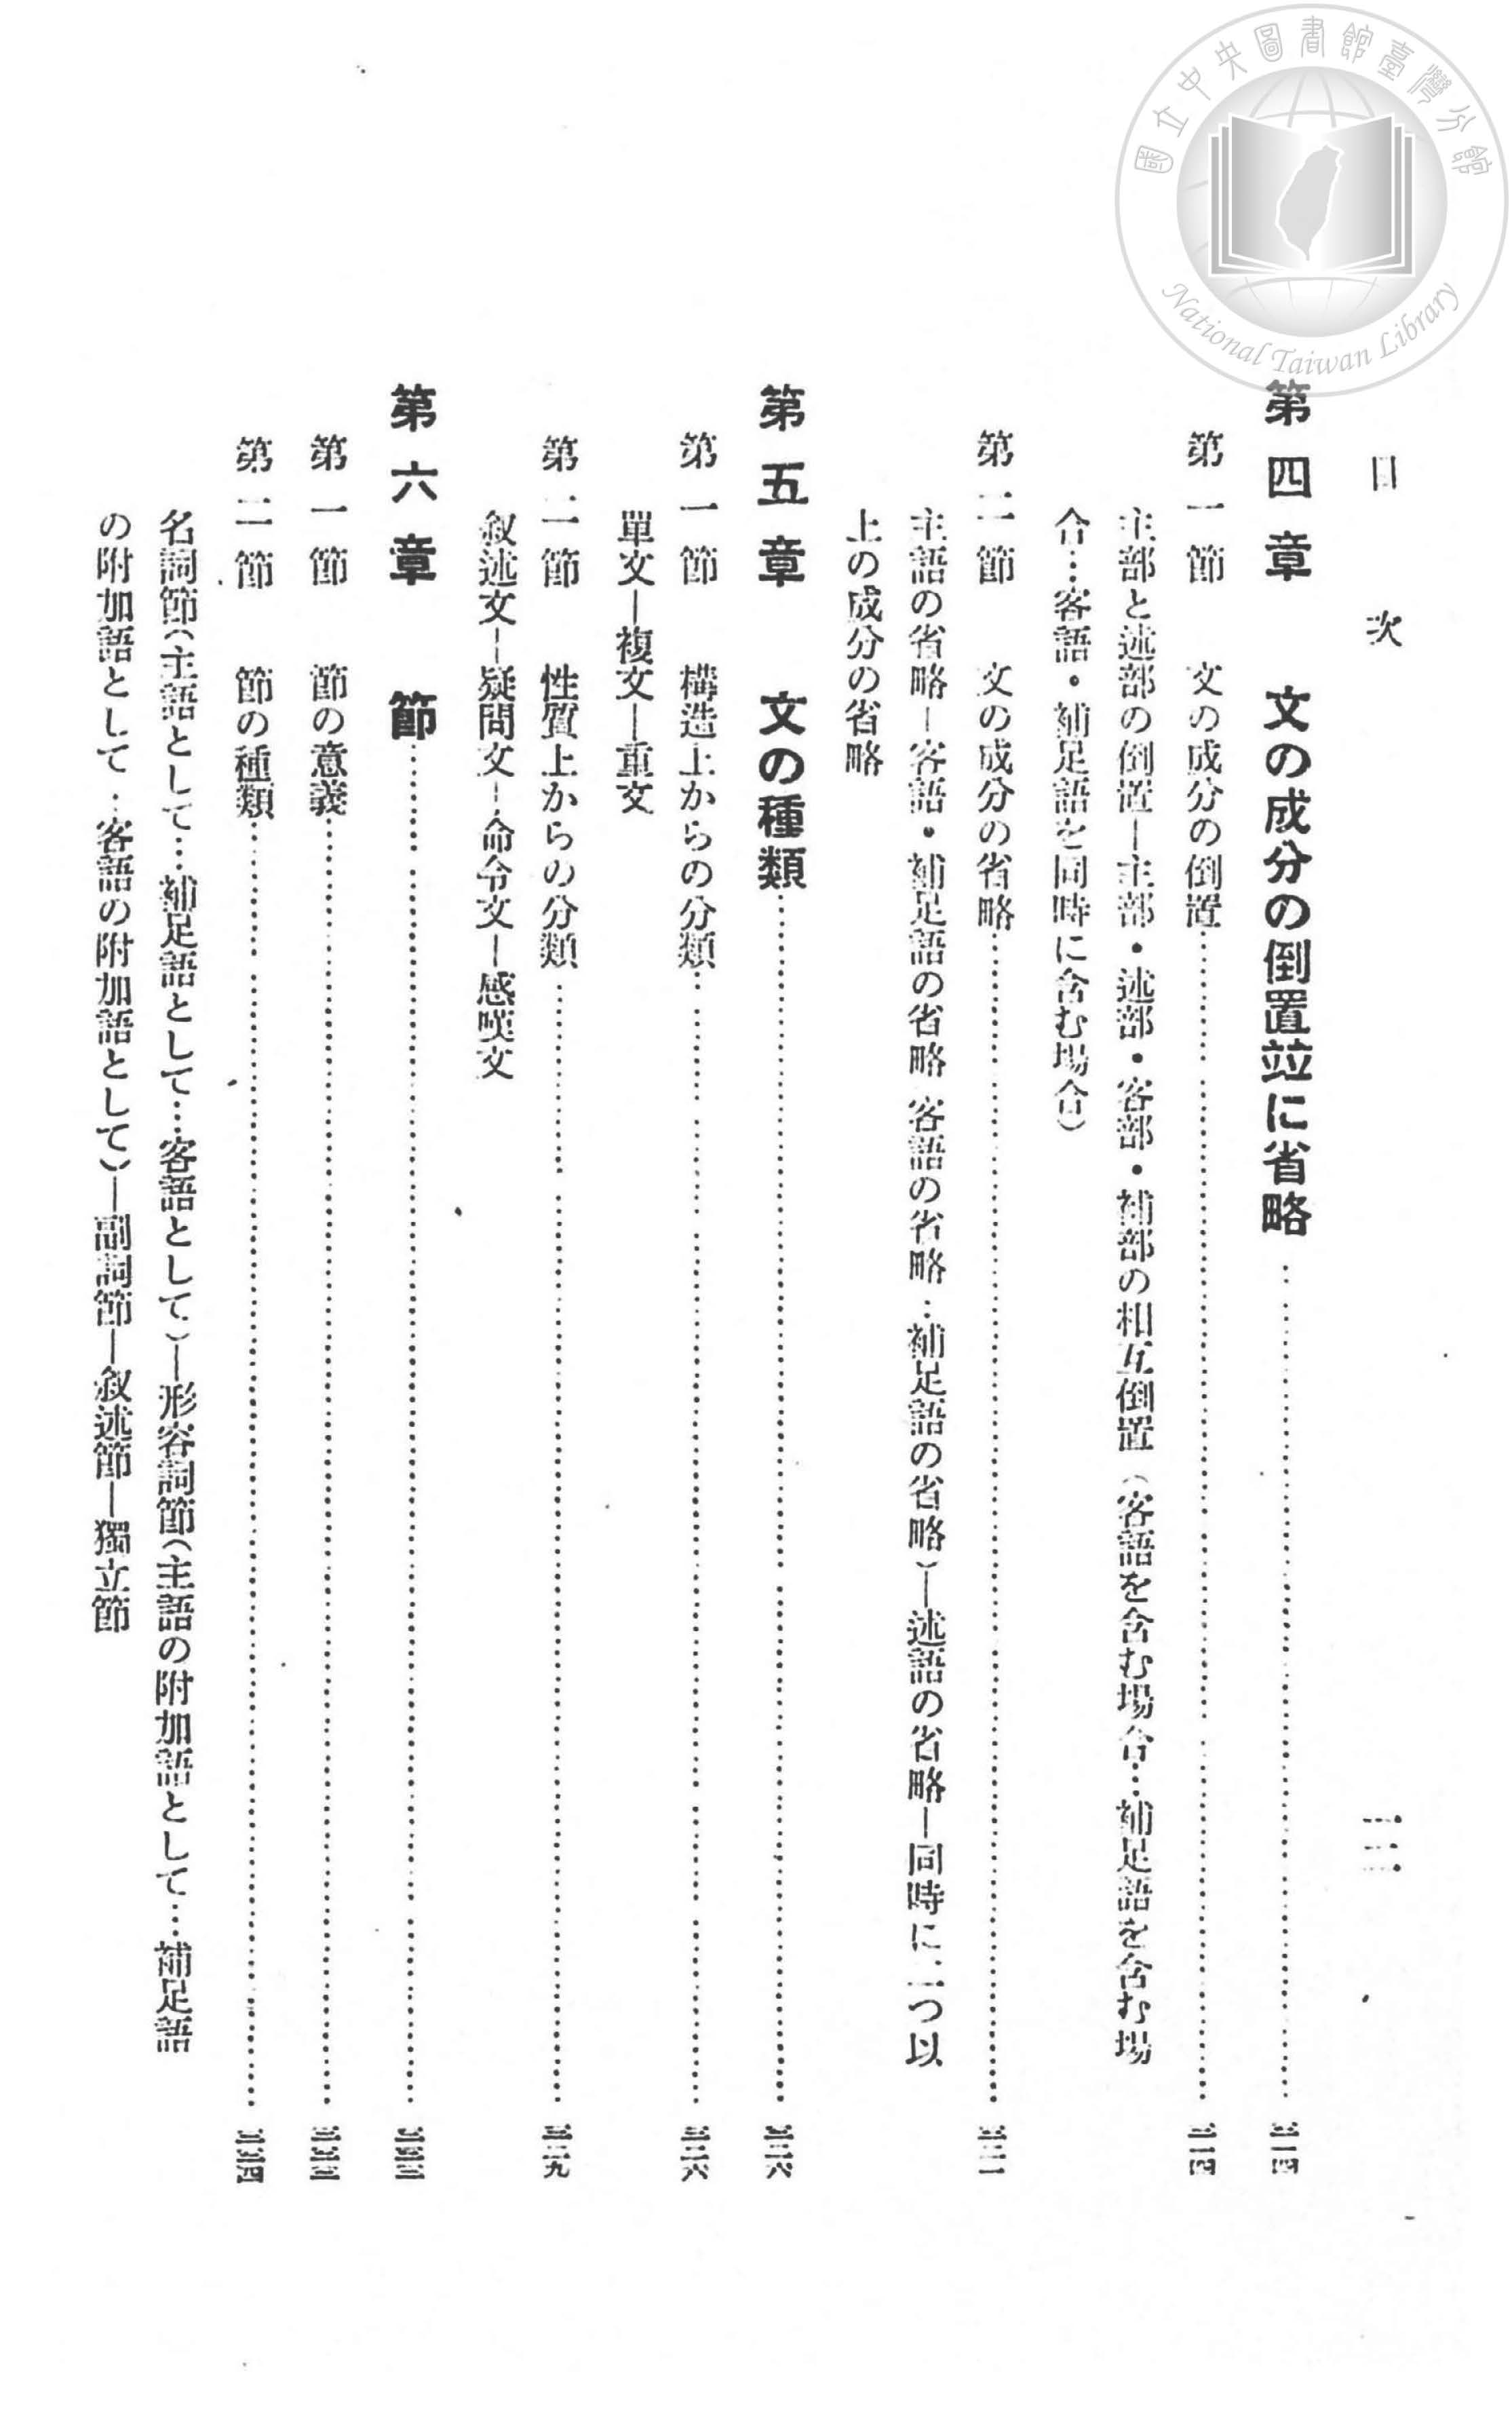 國立中央圖書館臺灣分館
National Taiwan Library
目次
第四章 文の成分の倒置竝に省略……三一四
第一節 文の成分の倒置……三一四
主部と述部の倒置―主部・述部・客部・補部の相互倒置（客語を含む場合…補足語を含む場
合…客語・補足語を同時に含む場合）
第二節 文の成分の省略……三二一
主語の省略―客語・補足語の省略 客語の省略…補足語の省略）―述語の省略―同時に二つ以
上の成分の省略
第五章 文の種類……三二六
第一節 構造上からの分類……三二六
單文―複文―重文
第二節 性質上からの分類……三二九
叙述文―疑問文―命令文―感嘆文
第六章 節……三三三
第一節 節の意義……三三三
第二節 節の種類……三三四
名詞節（主語として…補足語として…客語として）―形容詞節（主語の附加語として…補足語
の附加語として…客語の附加語として）―副詞節―叙述節―獨立節